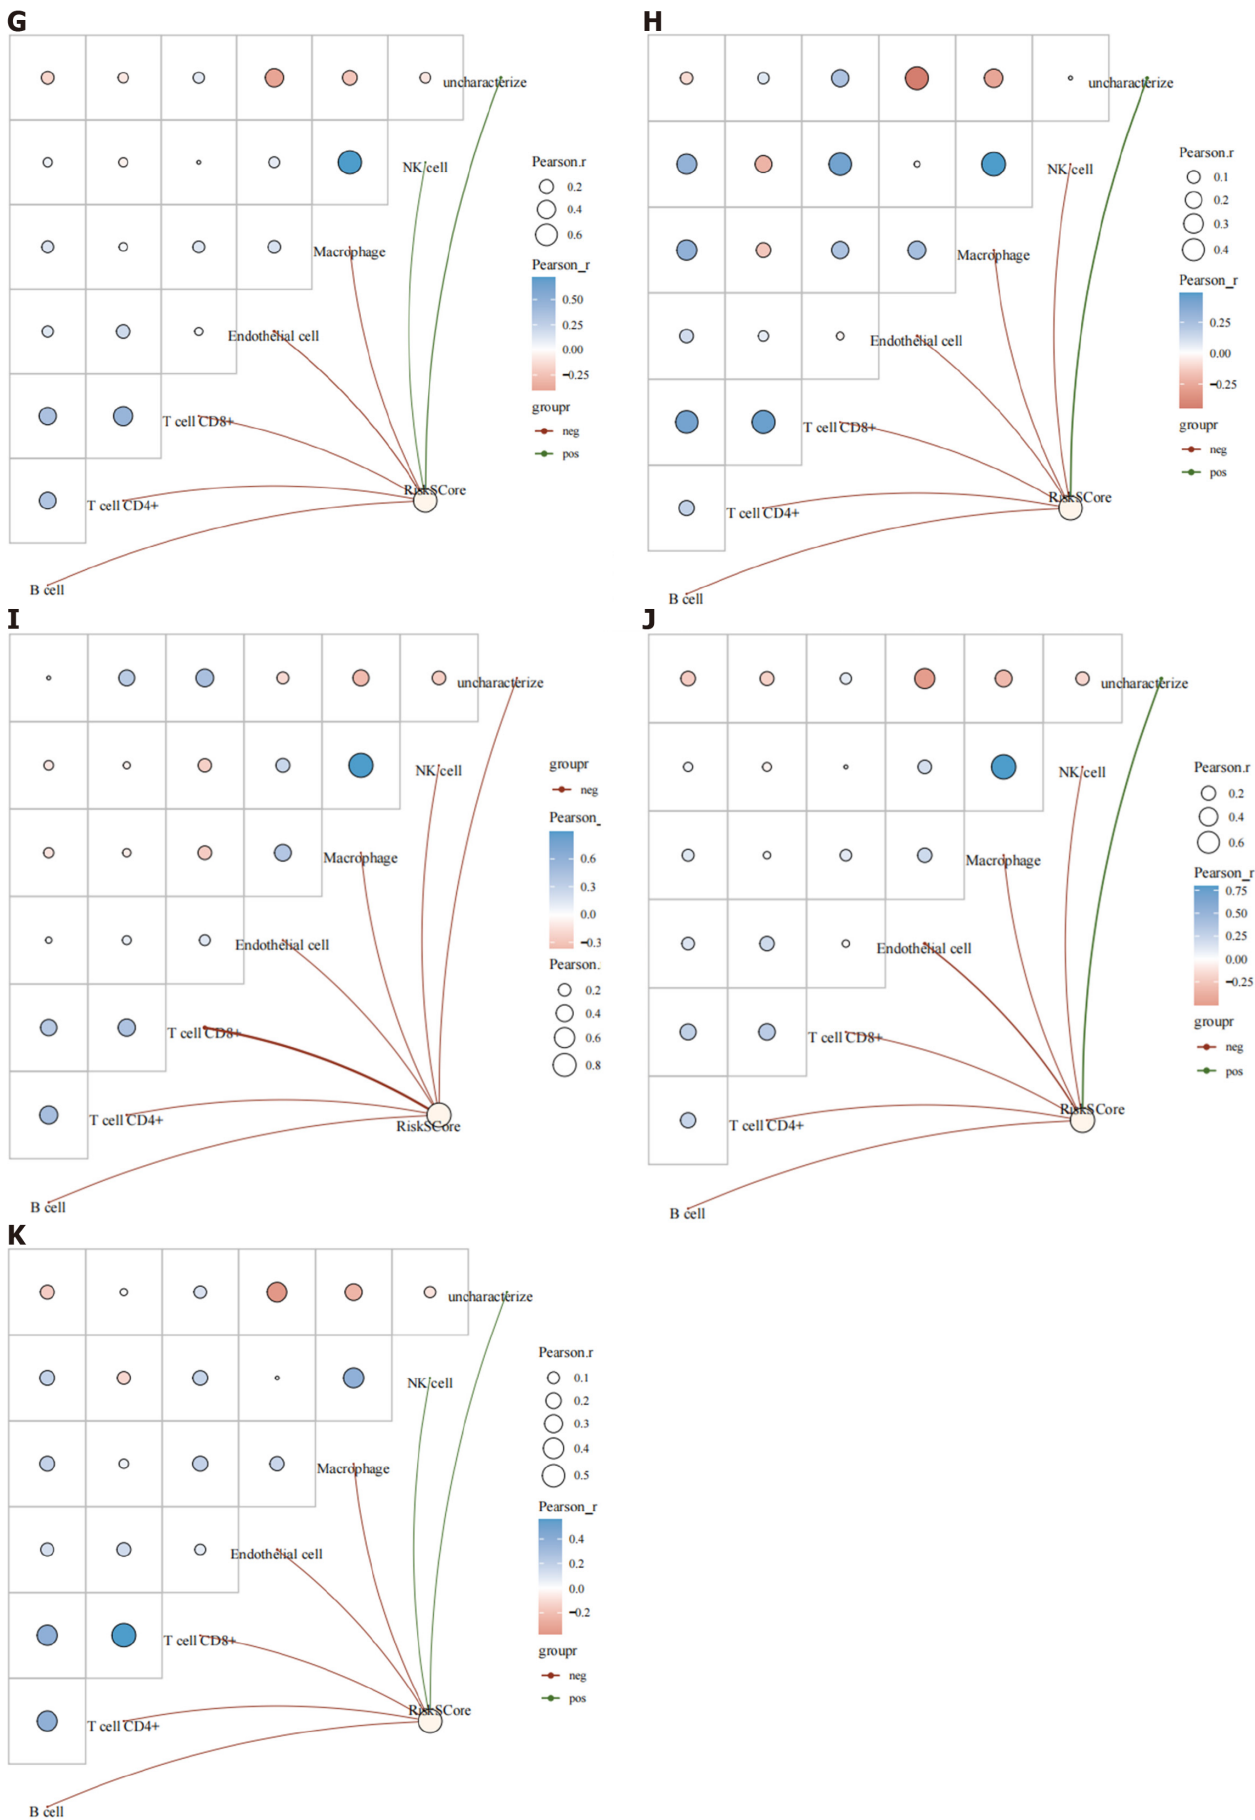 G
uncharacterize
NK cell
Macrophage
Endothelial cell
T cell CD8+
T cell CD4+
B cell
RiskSCore
Pearson.r
0.2
0.4
0.6
Pearson_r
0.50
0.25
0.00
−0.25
groupr
neg
pos
H
uncharacterize
NK cell
Macrophage
Endothelial cell
T cell CD8+
T cell CD4+
B cell
RiskSCore
Pearson.r
0.1
0.2
0.3
0.4
Pearson_r
0.25
0.00
−0.25
groupr
neg
pos
I
uncharacterize
NK cell
Macrophage
Endothelial cell
T cell CD8+
T cell CD4+
B cell
RiskSCore
groupr
neg
Pearson_
0.6
0.3
0.0
−0.3
Pearson.
0.2
0.4
0.6
0.8
J
uncharacterize
NK cell
Macrophage
Endothelial cell
T cell CD8+
T cell CD4+
B cell
RiskSCore
Pearson.r
0.2
0.4
0.6
Pearson_r
0.75
0.50
0.25
0.00
−0.25
groupr
neg
pos
K
uncharacterize
NK cell
Macrophage
Endothelial cell
T cell CD8+
T cell CD4+
B cell
RiskSCore
Pearson.r
0.1
0.2
0.3
0.4
0.5
Pearson_r
0.4
0.2
0.0
−0.2
groupr
neg
pos